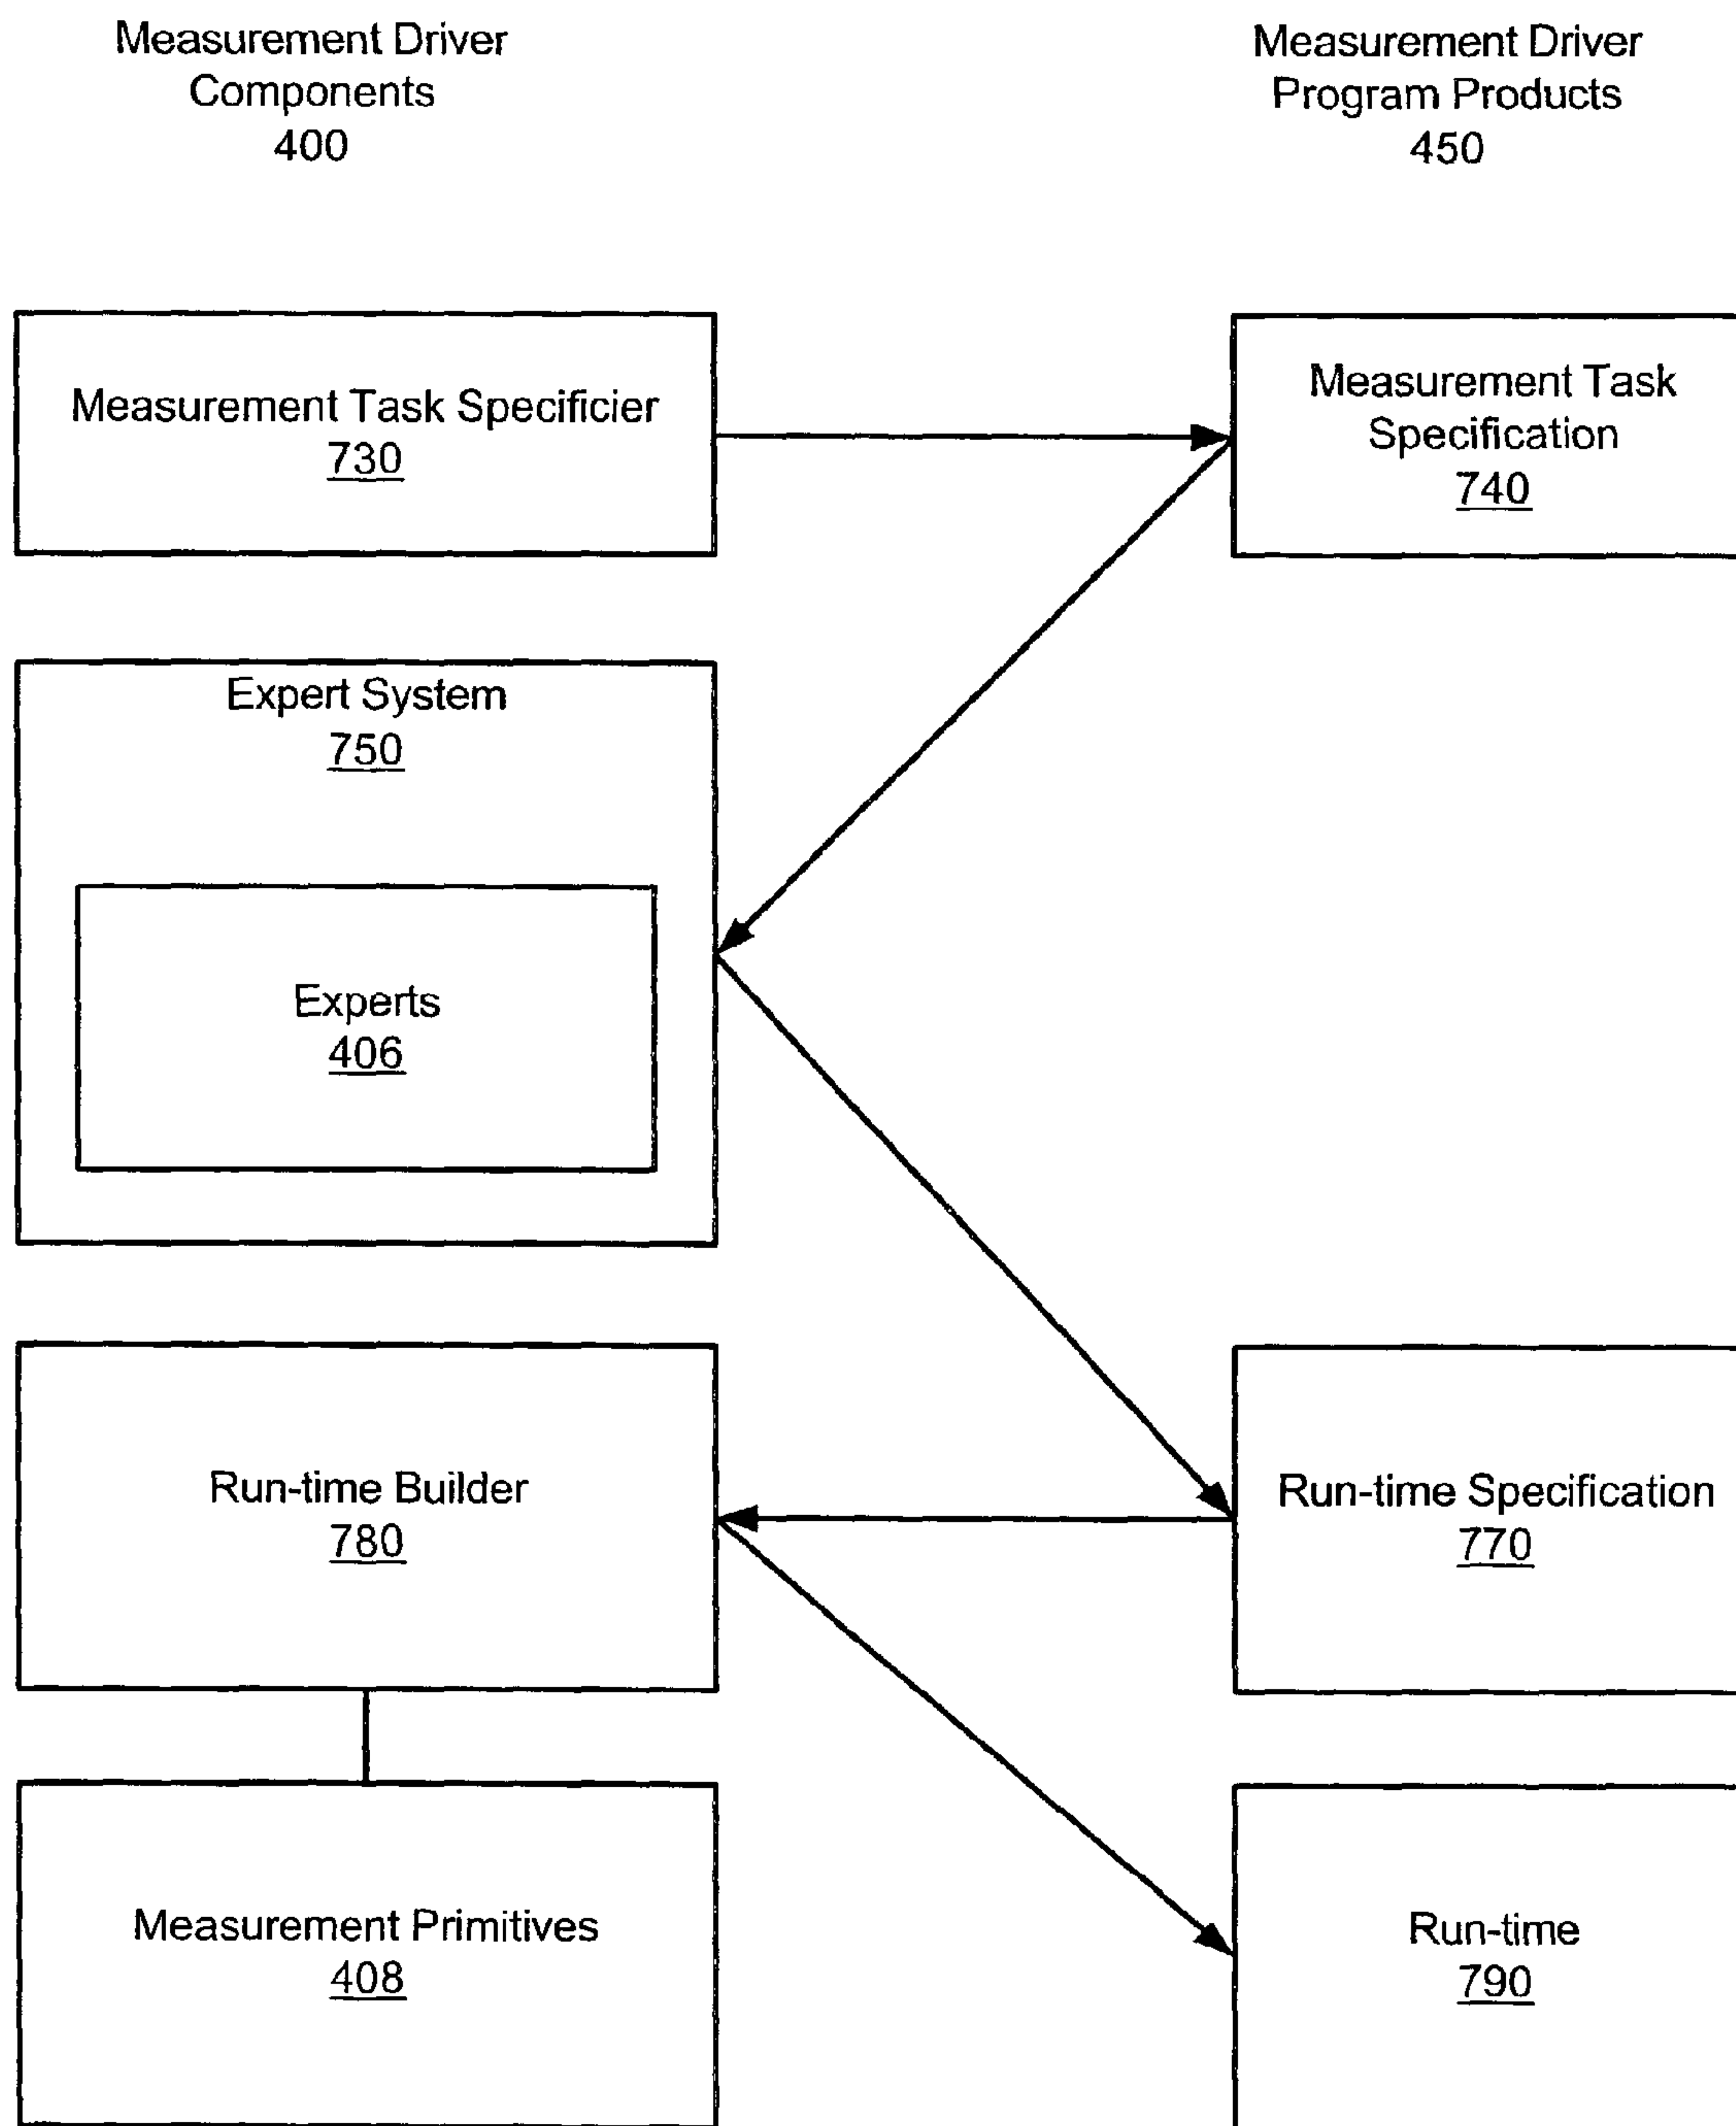 Measurement Driver
Components
400
Measurement Driver
Program Products
450
Measurement Task Specificier
730
Measurement Task
Specification
740
Expert System
750
Experts
406
Run-time Builder
780
Run-time Specification
770
Measurement Primitives
408
Run-time
790